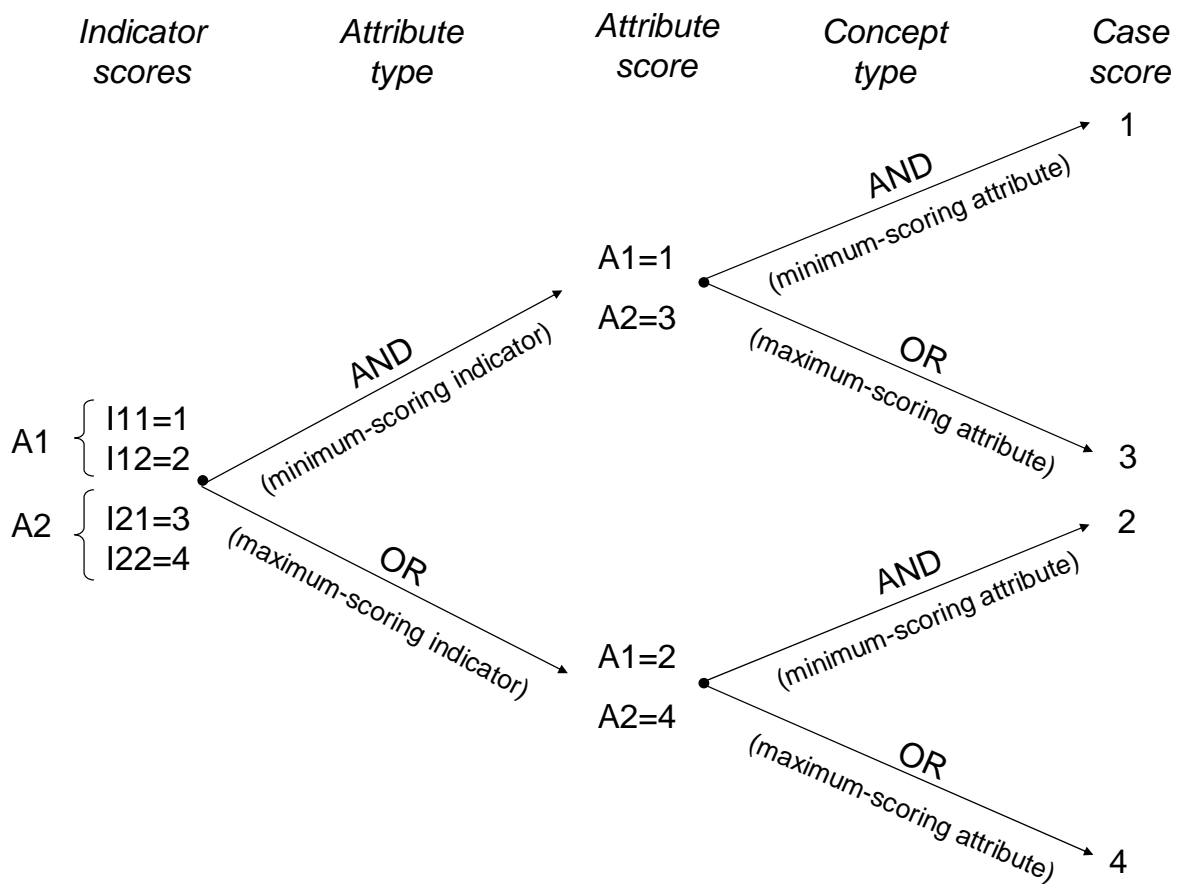 Indicator
scores
Attribute
type
Attribute
score
Concept
type
Case
score
1
AND
(minimum-scoring attribute)
A1=1
A2=3
OR
(maximum-scoring attribute)
3
AND
(minimum-scoring indicator)
A1
I11=1
I12=2
A2
I21=3
I22=4
OR
(maximum-scoring indicator)
2
AND
(minimum-scoring attribute)
A1=2
A2=4
OR
(maximum-scoring attribute)
4